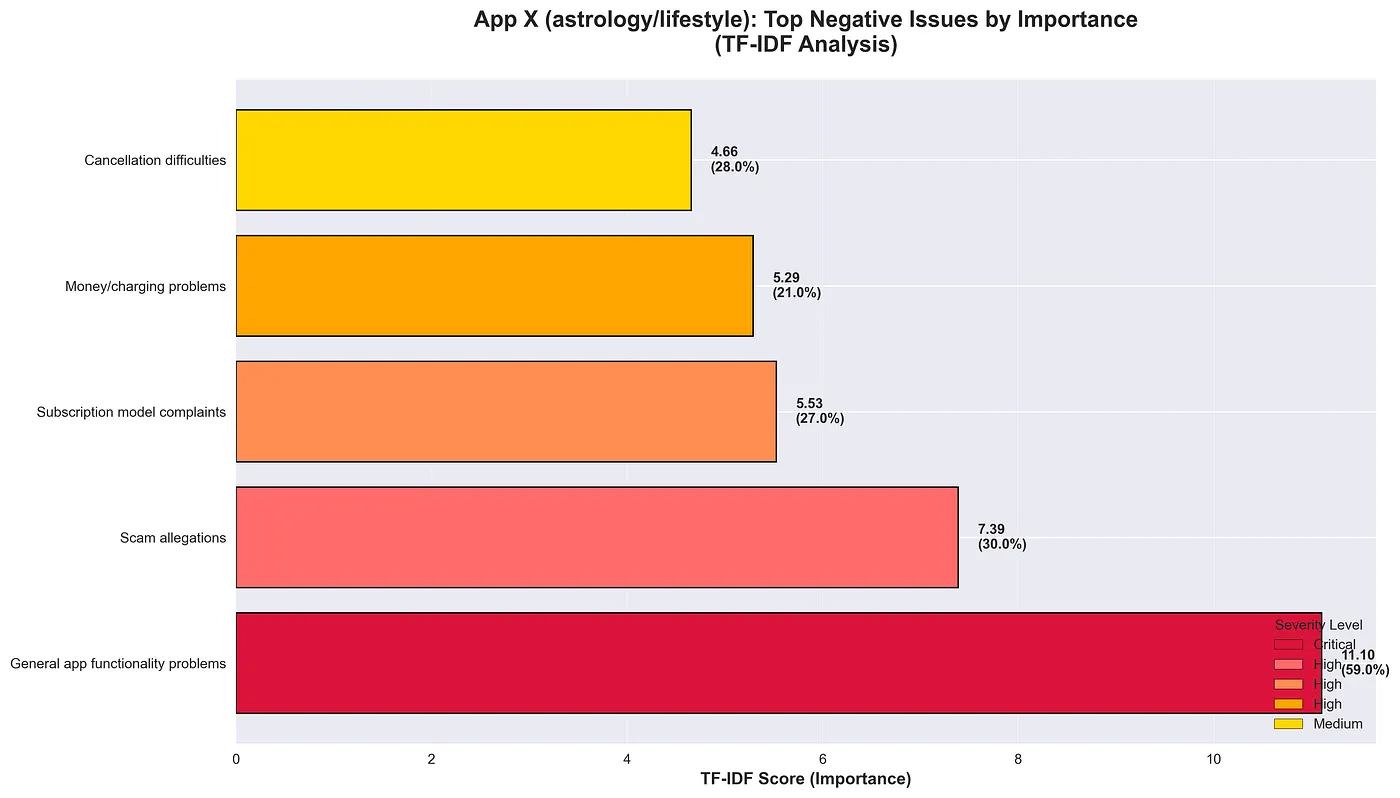 App X (astrology/lifestyle): Top Negative Issues by Importance
(TF-IDF Analysis)
Cancellation difficulties
4.66
(28.0%)
Money/charging problems
5.29
(21.0%)
Subscription model complaints
5.53
(27.0%)
Scam allegations
7.39
(30.0%)
General app functionality problems
11.10
(59.0%)
Severity Level
Critical
High
High
High
Medium
0 2 4 6 8 10
TF-IDF Score (Importance)